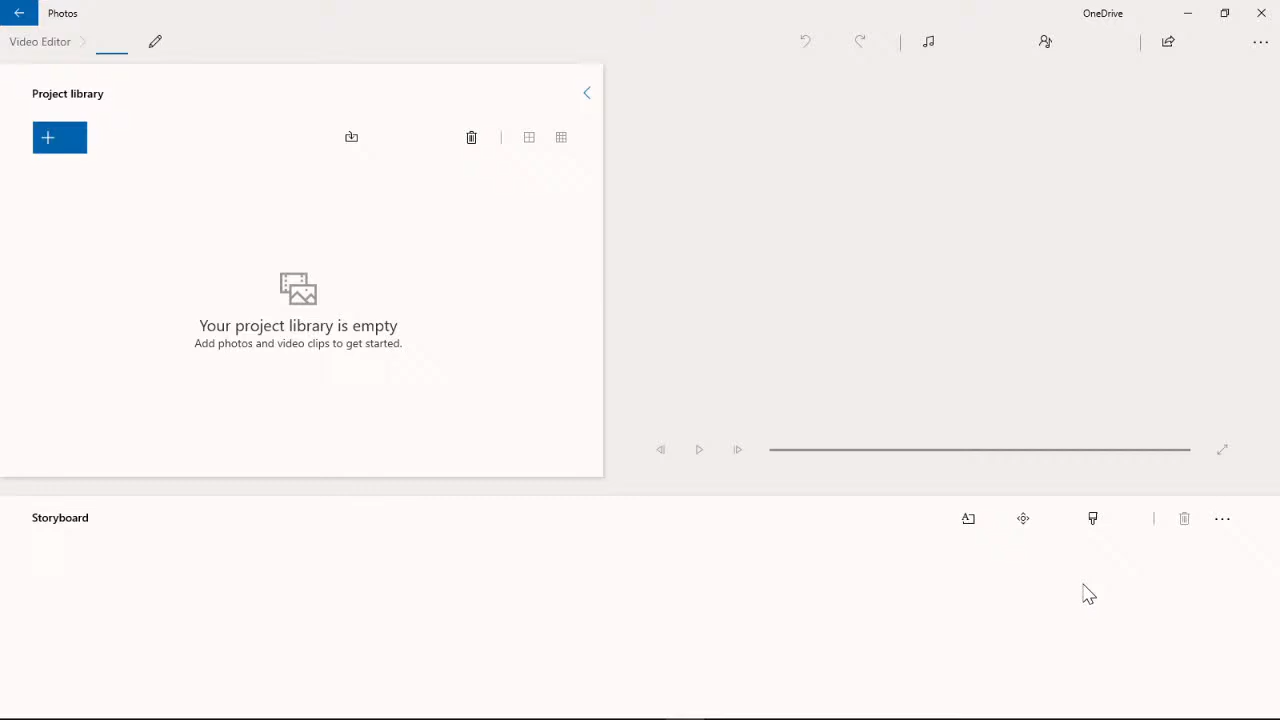 Photos
OneDrive
Video Editor
Project library
Your project library is empty
Add photos and video clips to get started.
Storyboard